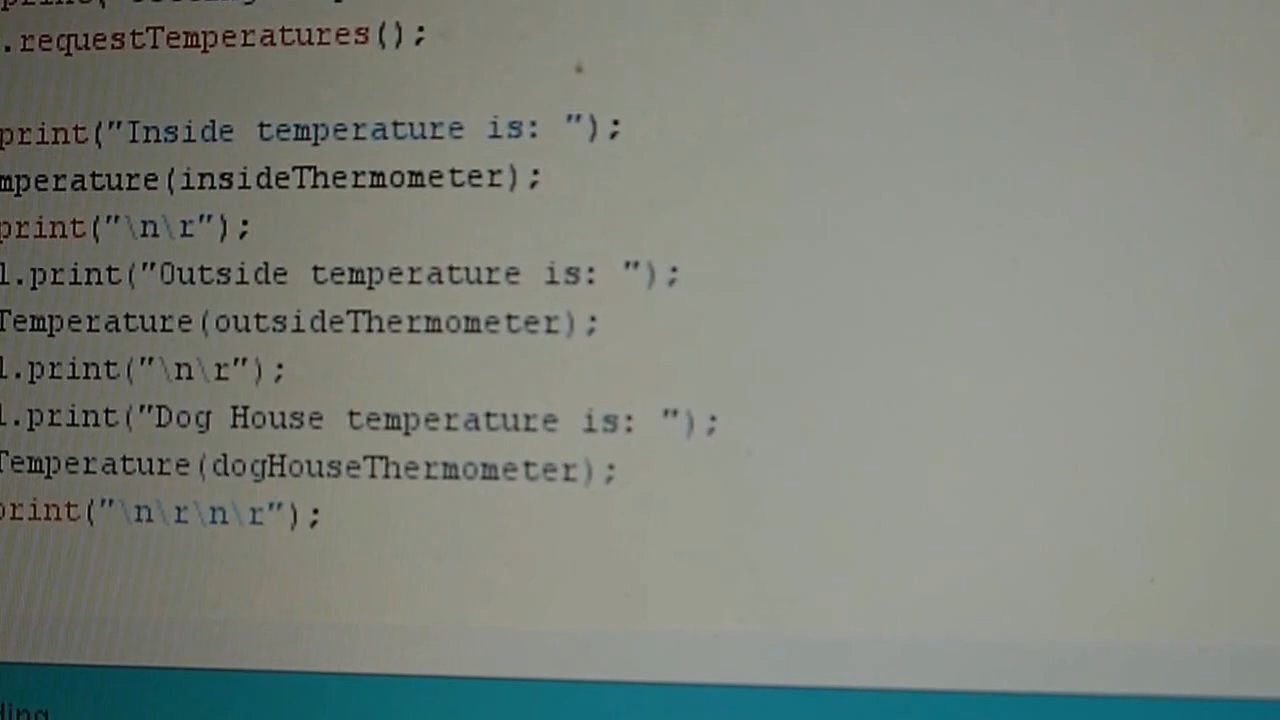 .requestTemperatures();
print("Inside temperature is: ");
mperature(insideThermometer);
print("\n\r");
l.print("Outside temperature is: ");
Temperature(outsideThermometer);
l.print("\n\r");
l.print("Dog House temperature is: ");
Temperature(dogHouseThermometer);
print("\n\r\n\r");